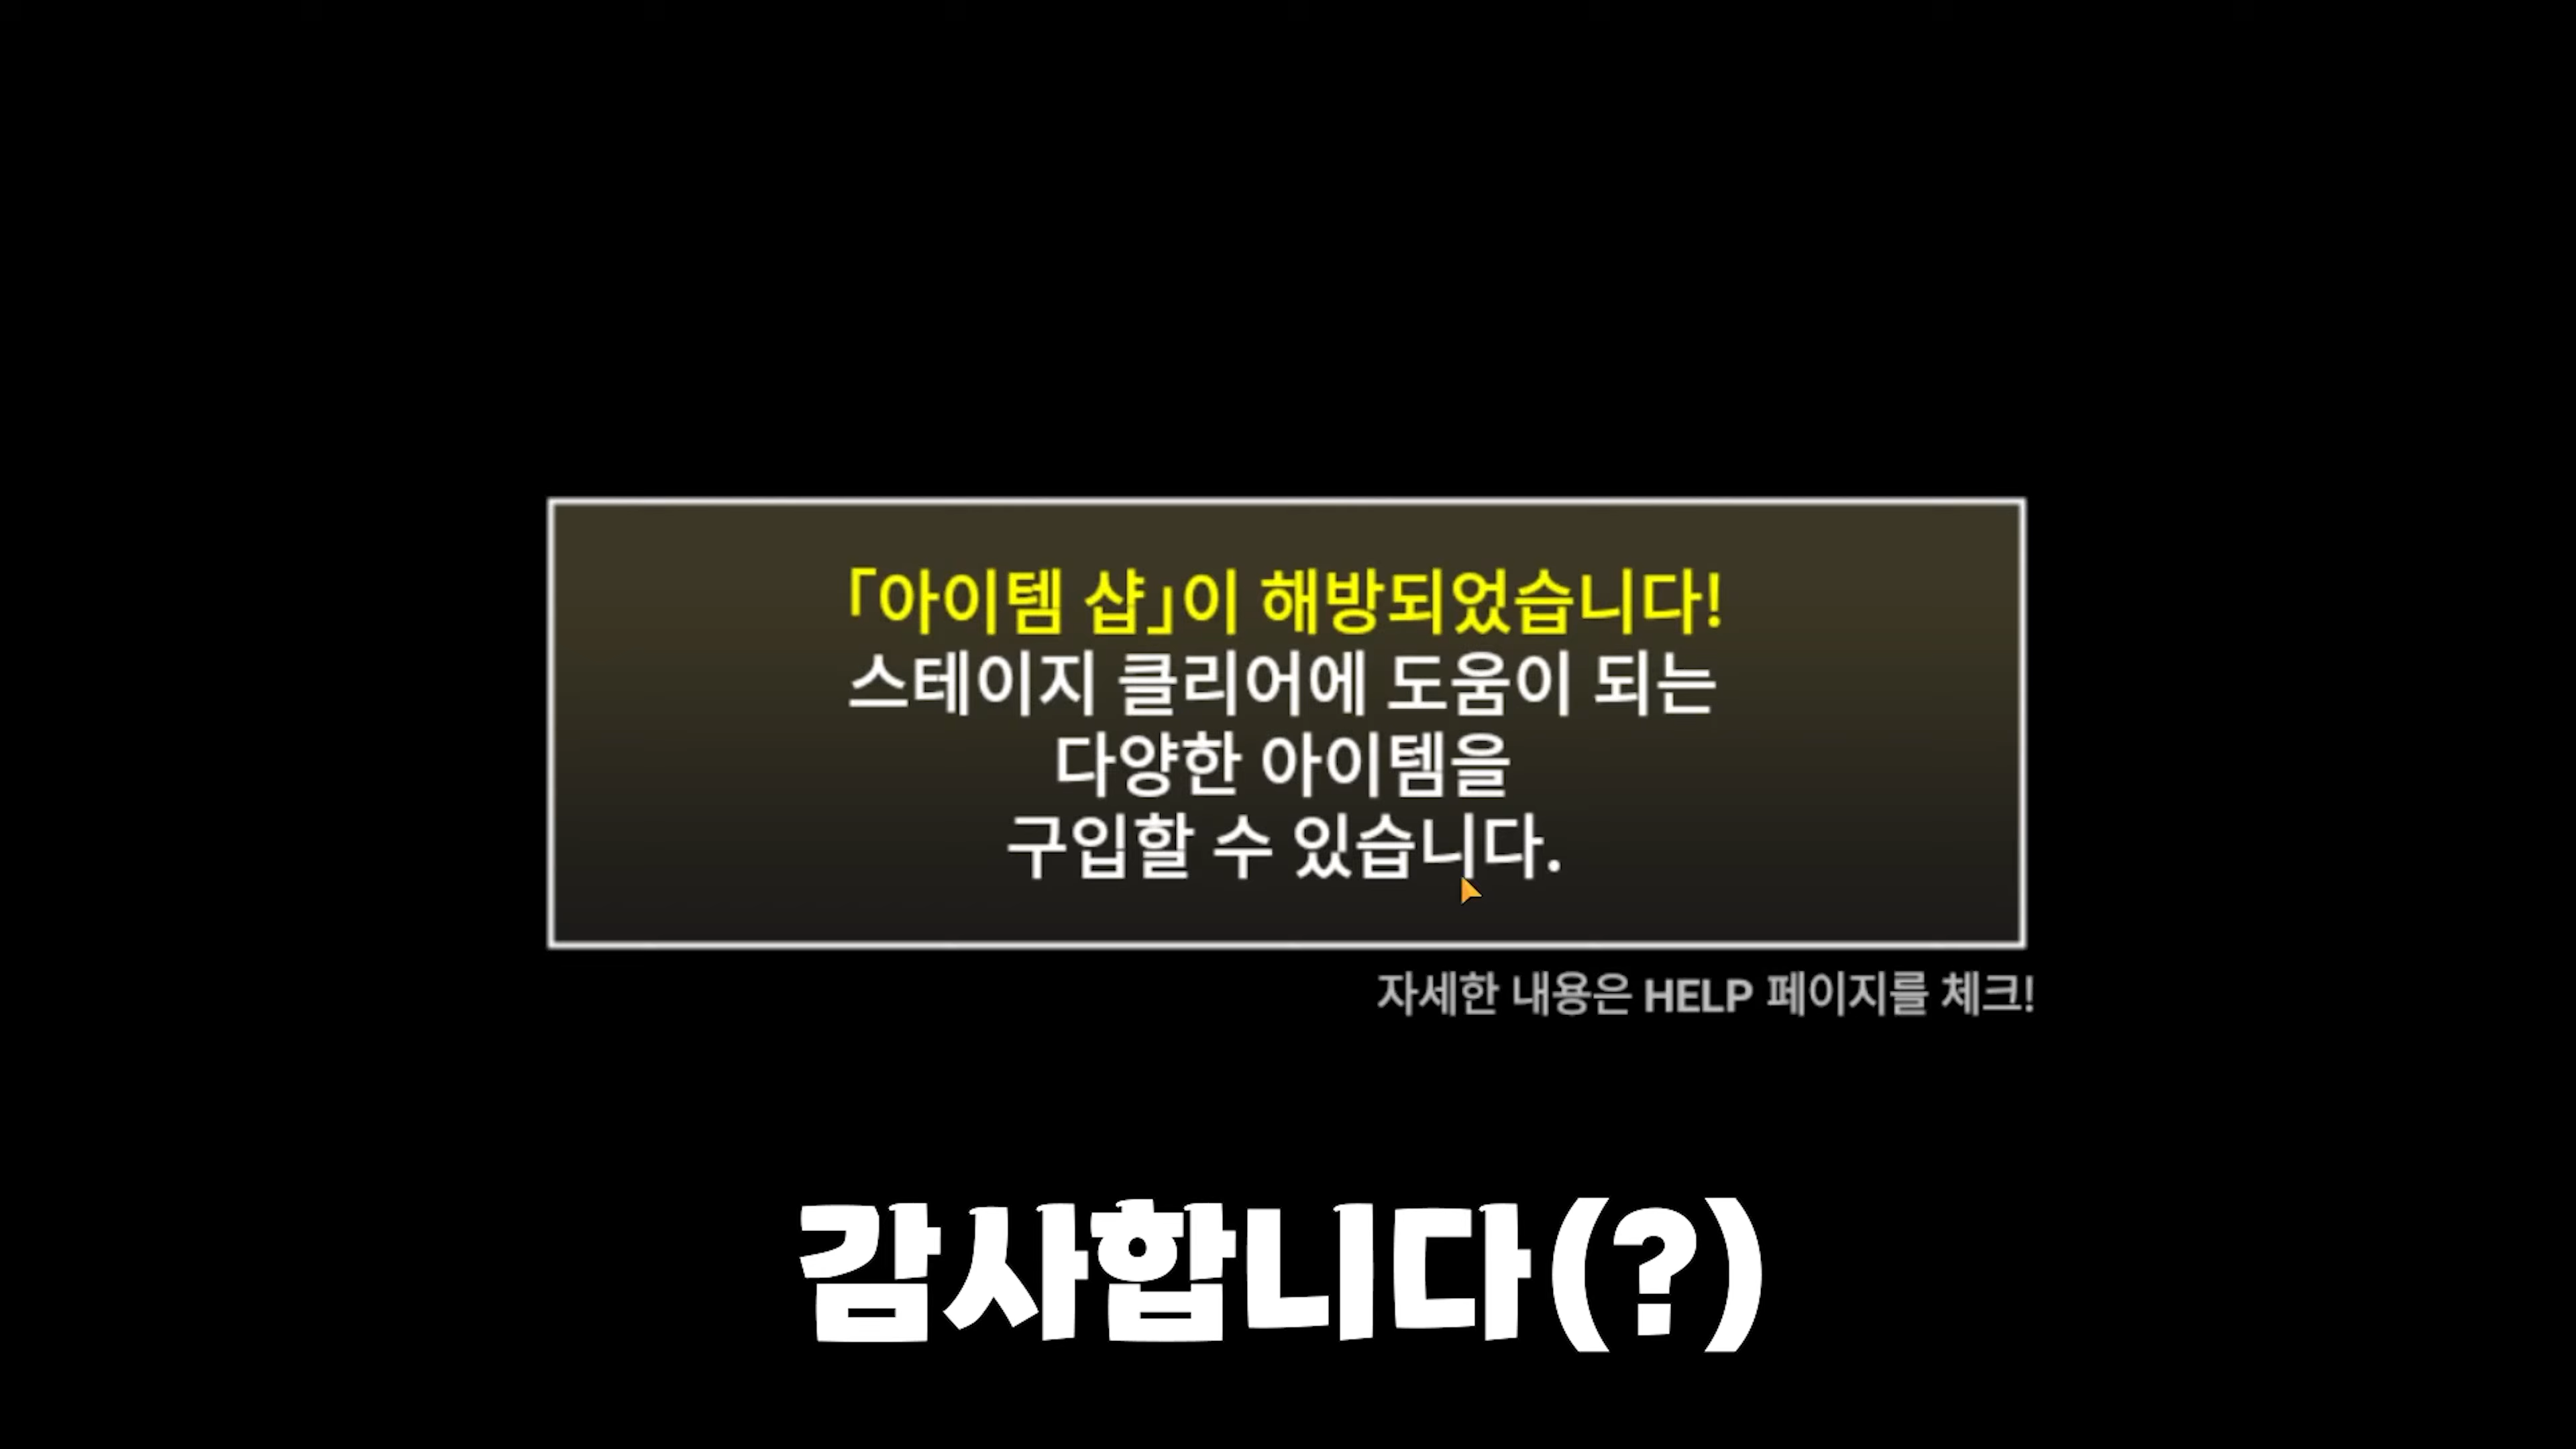 「아이템 샵」이 해방되었습니다!
스테이지 클리어에 도움이 되는
다양한 아이템을
구입할 수 있습니다.
자세한 내용은 HELP 페이지를 체크!
감사합니다(?)